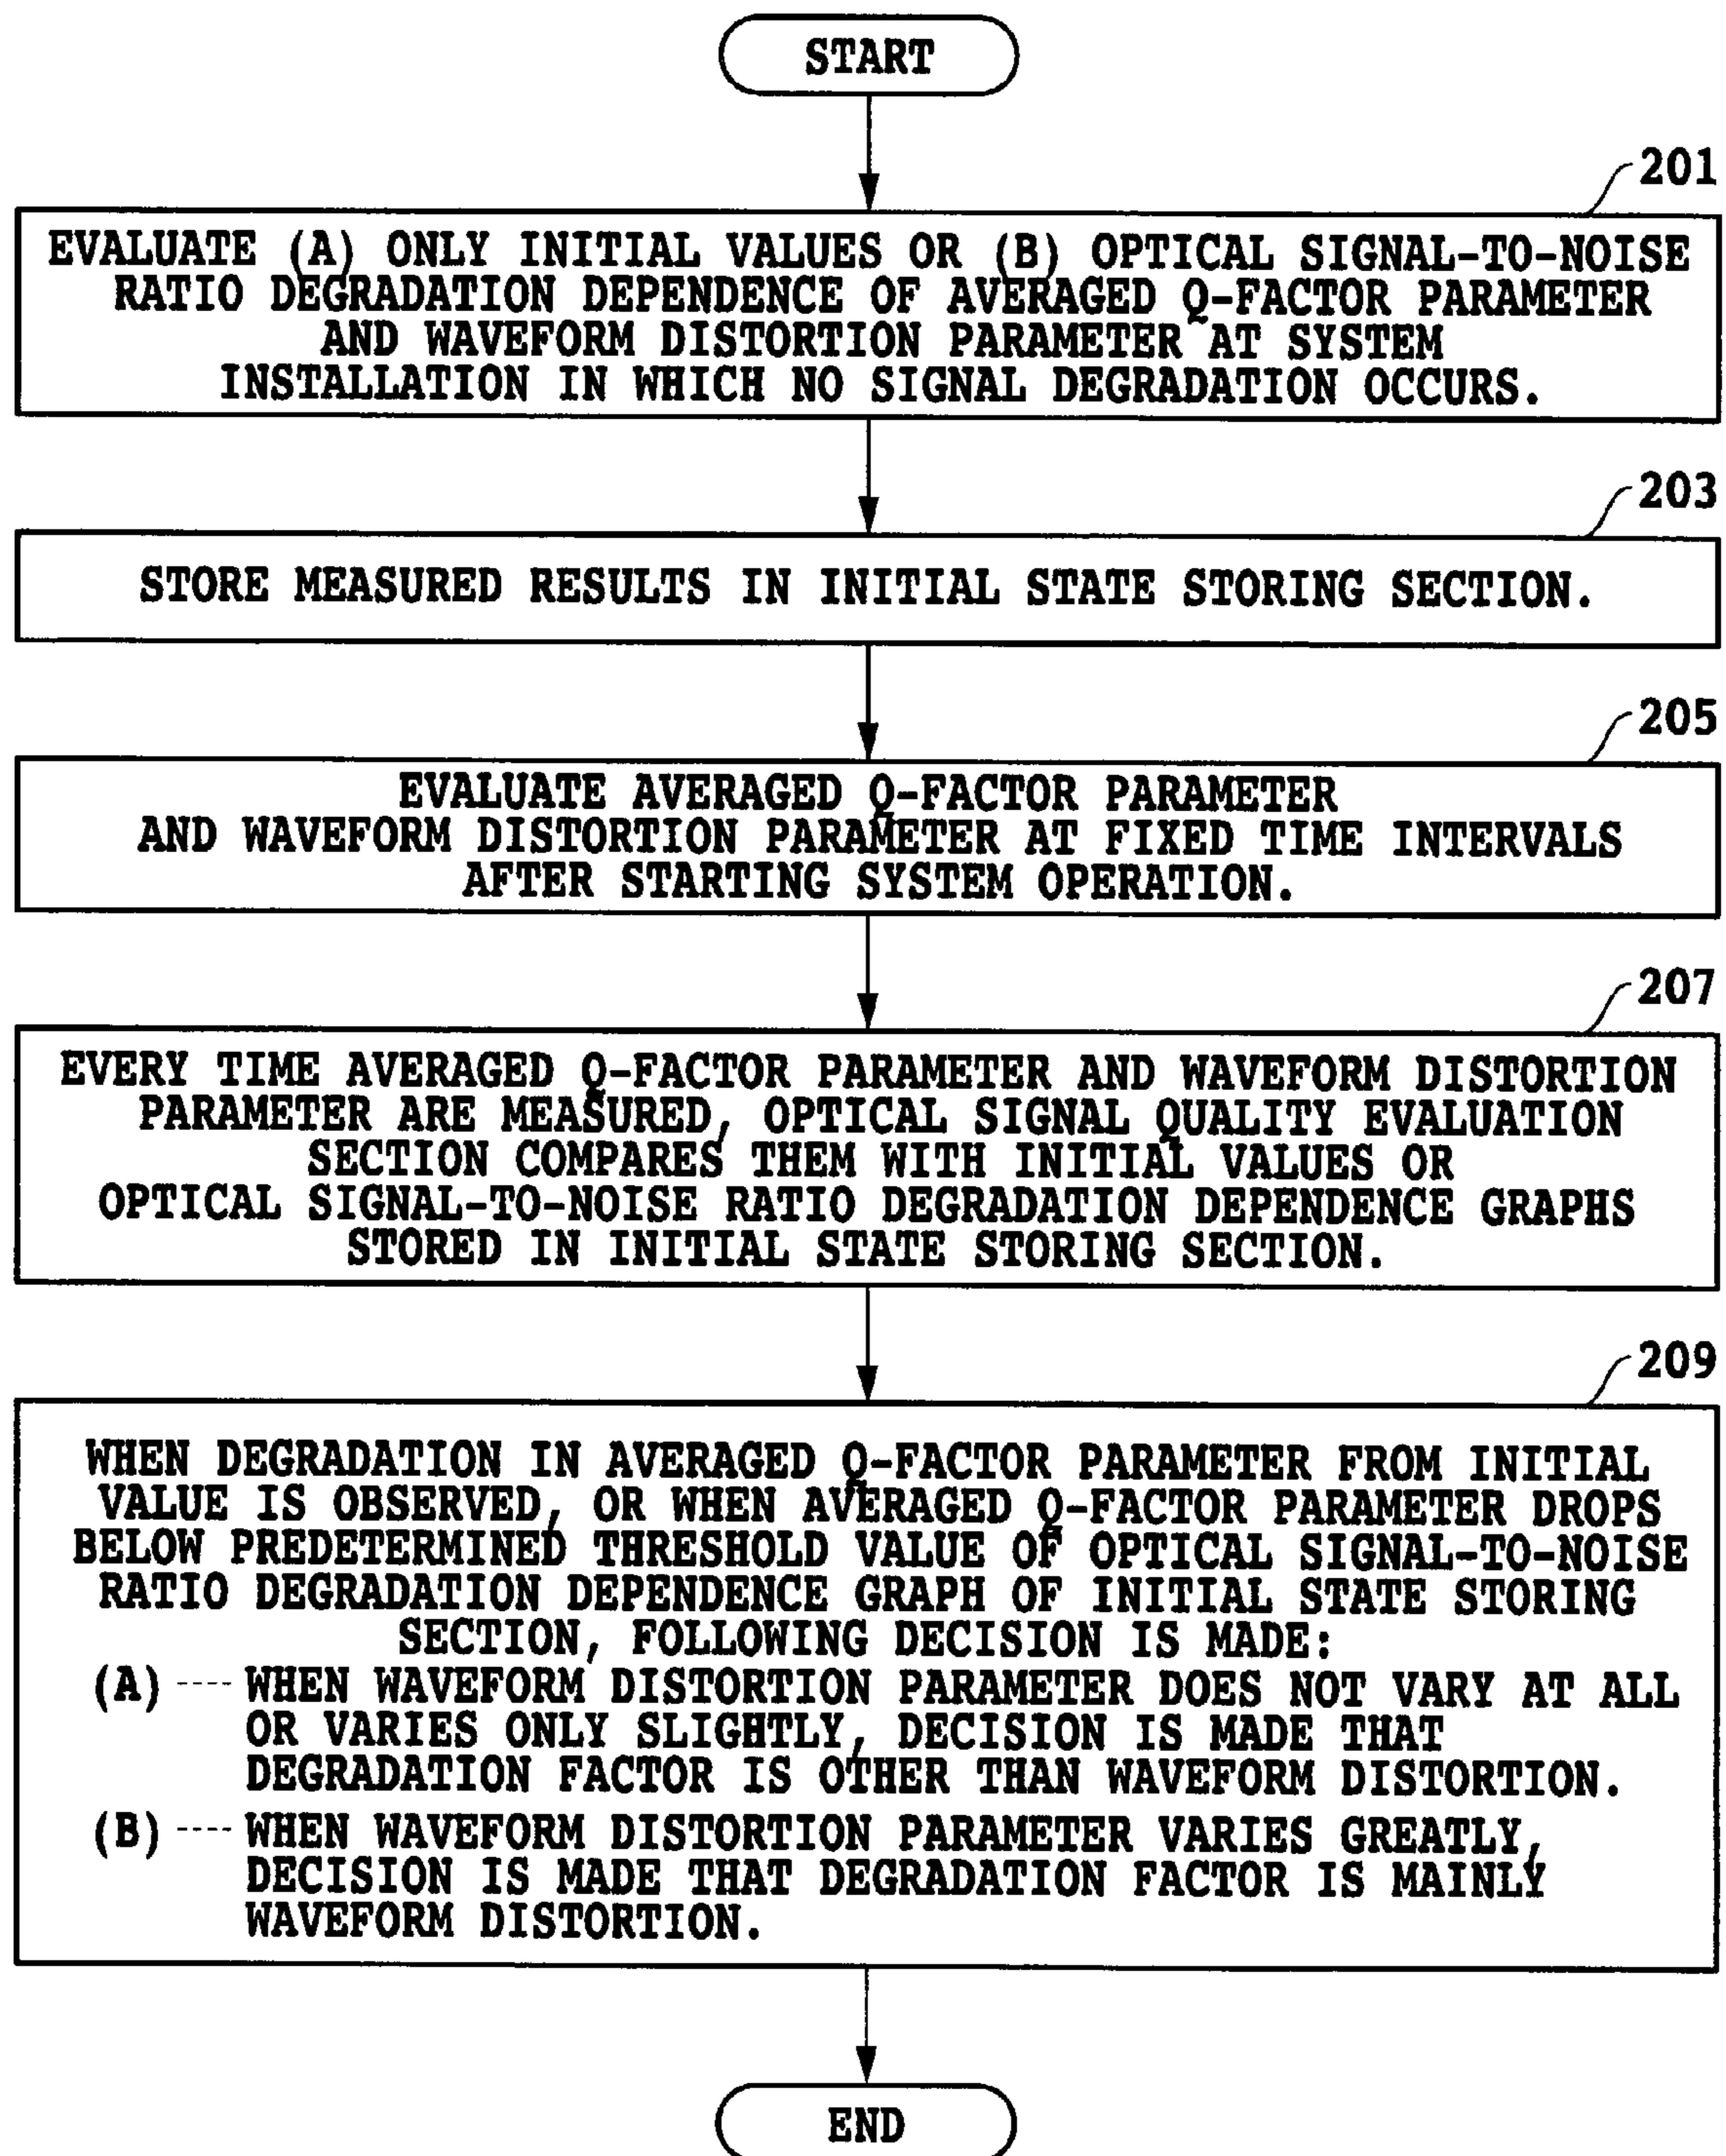 START
201
EVALUATE (A) ONLY INITIAL VALUES OR (B) OPTICAL SIGNAL-TO-NOISE
RATIO DEGRADATION DEPENDENCE OF AVERAGED Q-FACTOR PARAMETER
AND WAVEFORM DISTORTION PARAMETER AT SYSTEM
INSTALLATION IN WHICH NO SIGNAL DEGRADATION OCCURS.
203
STORE MEASURED RESULTS IN INITIAL STATE STORING SECTION.
205
EVALUATE AVERAGED Q-FACTOR PARAMETER
AND WAVEFORM DISTORTION PARAMETER AT FIXED TIME INTERVALS
AFTER STARTING SYSTEM OPERATION.
207
EVERY TIME AVERAGED Q-FACTOR PARAMETER AND WAVEFORM DISTORTION
PARAMETER ARE MEASURED, OPTICAL SIGNAL QUALITY EVALUATION
SECTION COMPARES THEM WITH INITIAL VALUES OR
OPTICAL SIGNAL-TO-NOISE RATIO DEGRADATION DEPENDENCE GRAPHS
STORED IN INITIAL STATE STORING SECTION.
209
WHEN DEGRADATION IN AVERAGED Q-FACTOR PARAMETER FROM INITIAL
VALUE IS OBSERVED, OR WHEN AVERAGED Q-FACTOR PARAMETER DROPS
BELOW PREDETERMINED THRESHOLD VALUE OF OPTICAL SIGNAL-TO-NOISE
RATIO DEGRADATION DEPENDENCE GRAPH OF INITIAL STATE STORING
SECTION, FOLLOWING DECISION IS MADE:
(A) ---- WHEN WAVEFORM DISTORTION PARAMETER DOES NOT VARY AT ALL
OR VARIES ONLY SLIGHTLY, DECISION IS MADE THAT
DEGRADATION FACTOR IS OTHER THAN WAVEFORM DISTORTION.
(B) ---- WHEN WAVEFORM DISTORTION PARAMETER VARIES GREATLY,
DECISION IS MADE THAT DEGRADATION FACTOR IS MAINLY
WAVEFORM DISTORTION.
END